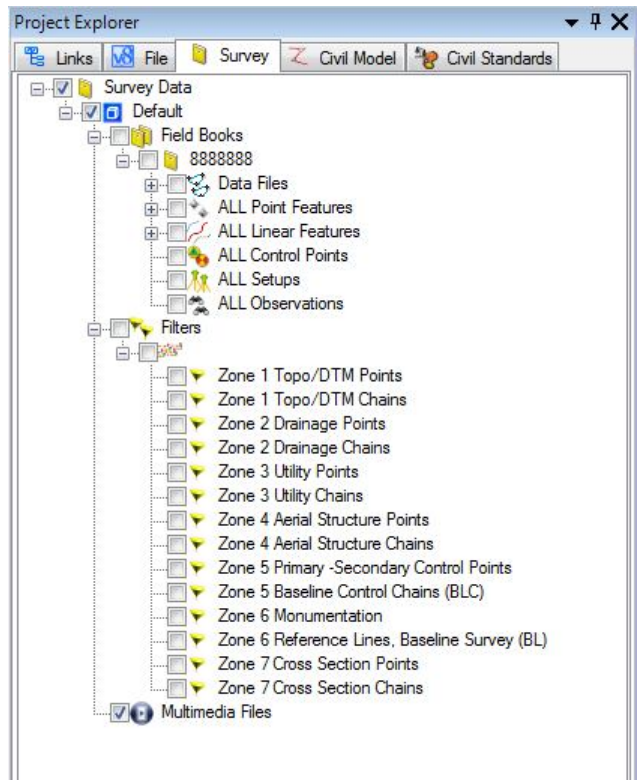 Project Explorer
Links V8 File Survey Civil Model Civil Standards
Survey Data
Default
Field Books
8888888
Data Files
ALL Point Features
ALL Linear Features
ALL Control Points
ALL Setups
ALL Observations
Filters
Zone 1 Topo/DTM Points
Zone 1 Topo/DTM Chains
Zone 2 Drainage Points
Zone 2 Drainage Chains
Zone 3 Utility Points
Zone 3 Utility Chains
Zone 4 Aerial Structure Points
Zone 4 Aerial Structure Chains
Zone 5 Primary -Secondary Control Points
Zone 5 Baseline Control Chains (BLC)
Zone 6 Monumentation
Zone 6 Reference Lines, Baseline Survey (BL)
Zone 7 Cross Section Points
Zone 7 Cross Section Chains
Multimedia Files